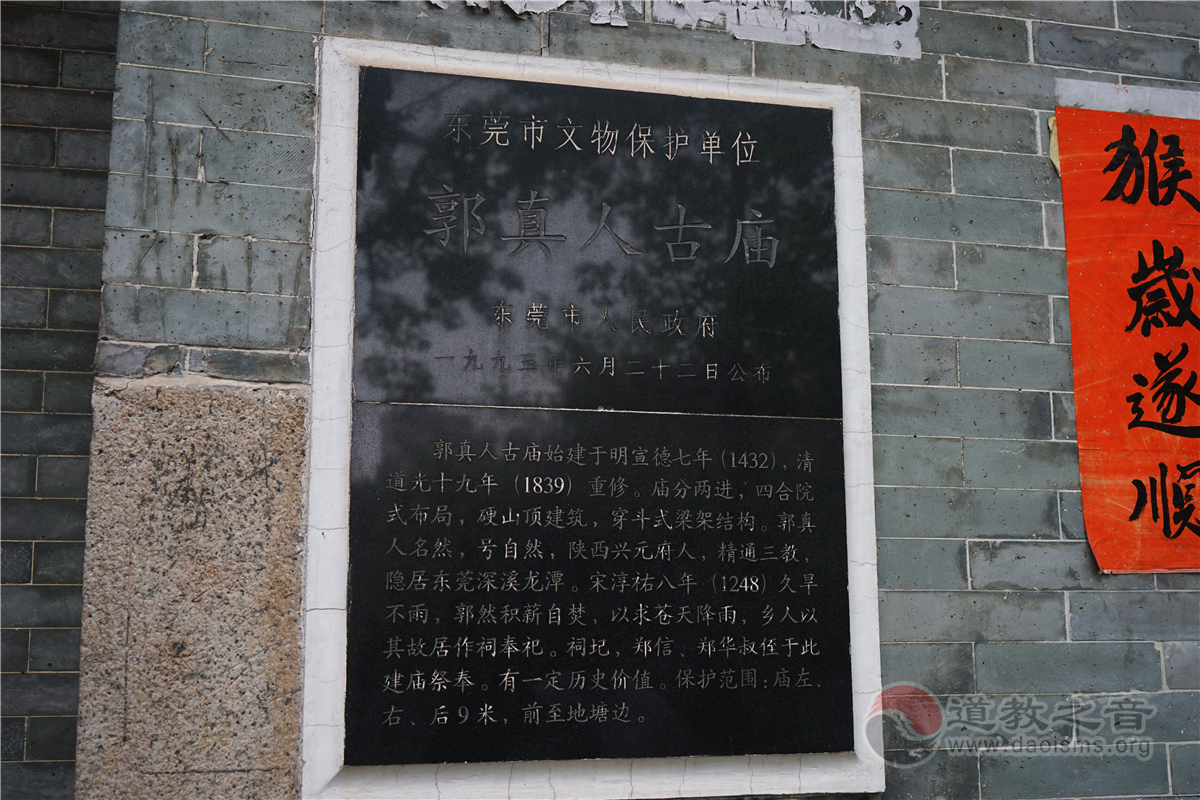 东莞市文物保护单位
郭真人古庙
东莞市人民政府
一九九三年六月二十二日公布
郭真人古庙始建于明宣德七年（1432），清
道光十九年（1839）重修。庙分两进，四合院
式布局，硬山顶建筑，穿斗式梁架结构。郭真
人名然，号自然，陕西兴元府人，精通三教，
隐居东莞深溪龙潭。宋淳祐八年（1248）久旱
不雨，郭然积薪自焚，以求苍天降雨，乡人以
其故居作祠奉祀。祠圮，郑信、郑华叔侄于此
建庙祭奉。有一定历史价值。保护范围：庙左、
右、后9米，前至地塘边。
猴歲遂順
道教之音
www.daoisms.org